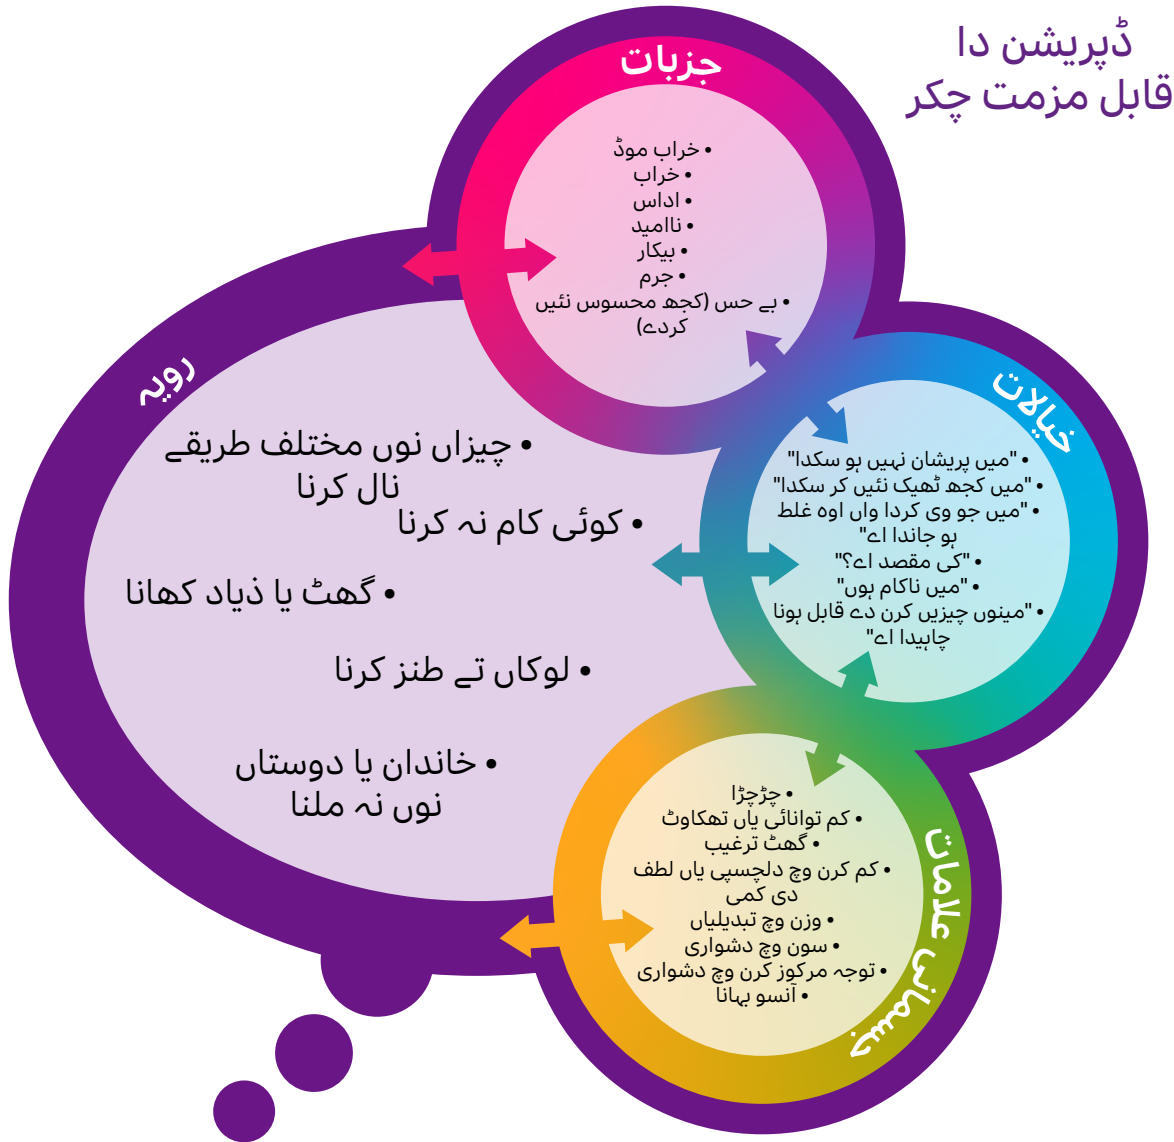 ڈپریشن دا
قابل مزمت چکر
جزبات
• خراب موڈ
• خراب
• اداس
• ناامید
• بیکار
• جرم
• بے حس (کجھ محسوس نئیں
کردے)
خیالات
• "میں پریشان نہیں ہو سکدا"
• "میں کجھ ٹھیک نئیں کر سکدا"
• "میں جو وی کردا واں اوہ غلط
ہو جاندا اے"
• "کی مقصد اے؟"
• "میں ناکام ہوں"
• "مینوں چیزیں کرن دے قابل ہونا
چاہیدا اے"
رویہ
• چیزاں نوں مختلف طریقے
نال کرنا
• کوئی کام نہ کرنا
• گھٹ یا ذیاد کھانا
• لوکاں تے طنز کرنا
• خاندان یا دوستاں
نوں نہ ملنا
جسمانی علامات
• چڑچڑا
• کم توانائی یاں تھکاوٹ
• گھٹ ترغیب
• کم کرن وچ دلچسپی یاں لطف
دی کمی
• وزن وچ تبدیلیاں
• سون وچ دشواری
• توجہ مرکوز کرن وچ دشواری
• آنسو بہانا